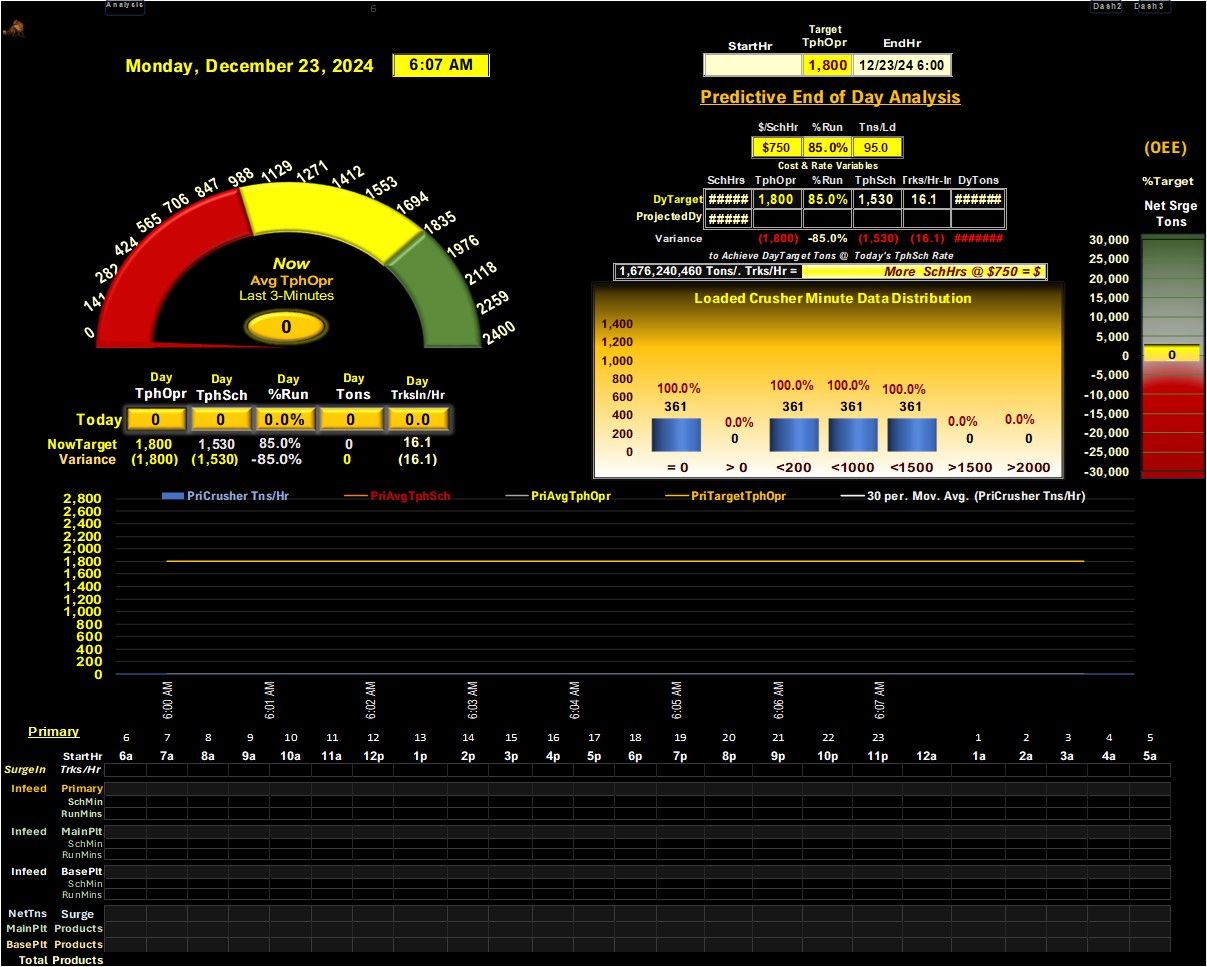 Analysis 6 Dash2 Dash3
Target
StartHr TphOpr EndHr
Monday, December 23, 2024 6:07 AM 1,800 12/23/24 6:00
Predictive End of Day Analysis
$/SchHr %Run Tns/Ld
$750 85.0% 95.0
Cost & Rate Variables
SchHrs TphOpr %Run TphSch Trks/Hr-In DyTons
DyTarget ##### 1,800 85.0% 1,530 16.1 ######
ProjectedDy #####
Variance (1,800) -85.0% (1,530) (16.1) #######
to Achieve DayTarget Tons @ Today's TphSch Rate
1,676,240,460 Tons/. Trks/Hr = More SchHrs @ $750 = $
(OEE)
%Target
Net Srge
Tons
30,000
25,000
20,000
15,000
10,000
5,000
0 0
-5,000
-10,000
-15,000
-20,000
-25,000
-30,000
0 141 282 424 565 706 847 988 1129 1271 1412 1553 1694 1835 1976 2118 2259 2400
Now
Avg TphOpr
Last 3-Minutes
0
Loaded Crusher Minute Data Distribution
1,400
1,200
1,000
800
600
400
200
0
100.0% 0.0% 100.0% 100.0% 100.0% 0.0% 0.0%
361 0 361 361 361 0 0
= 0 > 0 <200 <1000 <1500 >1500 >2000
Day Day Day Day Day
TphOpr TphSch %Run Tons TrksIn/Hr
Today 0 0 0.0% 0 0.0
NowTarget 1,800 1,530 85.0% 0 16.1
Variance (1,800) (1,530) -85.0% 0 (16.1)
PriCrusher Tns/Hr PriAvgTphSch PriAvgTphOpr PriTargetTphOpr 30 per. Mov. Avg. (PriCrusher Tns/Hr)
2,800
2,600
2,400
2,200
2,000
1,800
1,600
1,400
1,200
1,000
800
600
400
200
0
6:00 AM 6:01 AM 6:02 AM 6:03 AM 6:04 AM 6:05 AM 6:06 AM 6:07 AM
Primary
6 7 8 9 10 11 12 13 14 15 16 17 18 19 20 21 22 23 1 2 3 4 5
StartHr 6a 7a 8a 9a 10a 11a 12p 1p 2p 3p 4p 5p 6p 7p 8p 9p 10p 11p 12a 1a 2a 3a 4a 5a
SurgeIn Trks/Hr
Infeed Primary
SchMin
RunMins
Infeed MainPlt
SchMin
RunMins
Infeed BasePlt
SchMin
RunMins
NetTns Surge
MainPlt Products
BasePlt Products
Total Products